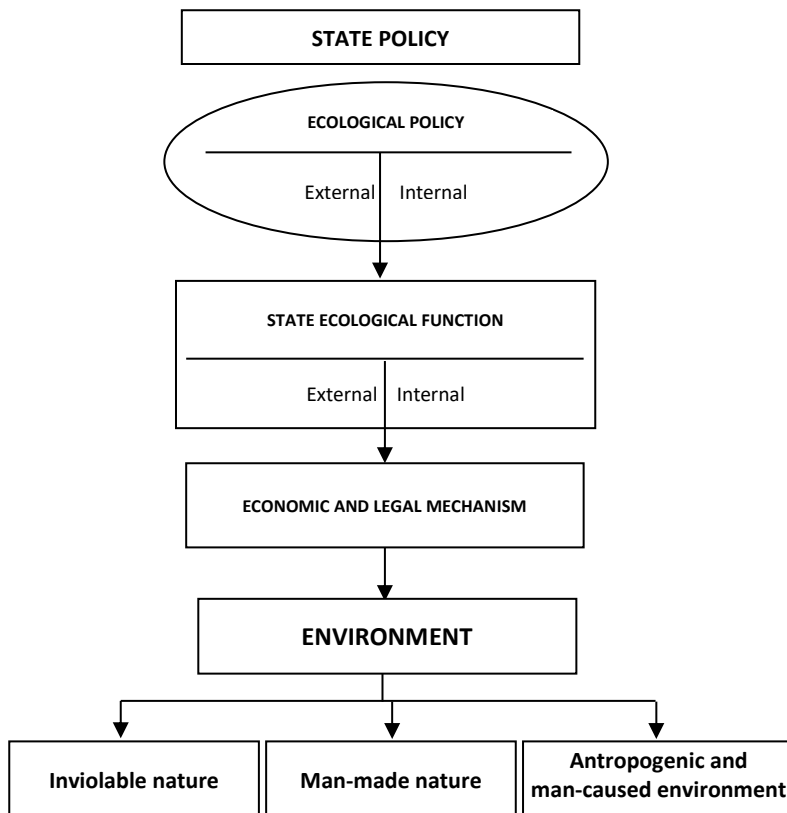 STATE POLICY
ECOLOGICAL POLICY
External Internal
STATE ECOLOGICAL FUNCTION
External Internal
ECONOMIC AND LEGAL MECHANISM
ENVIRONMENT
Inviolable nature
Man-made nature
Antropogenic and
man-caused environment